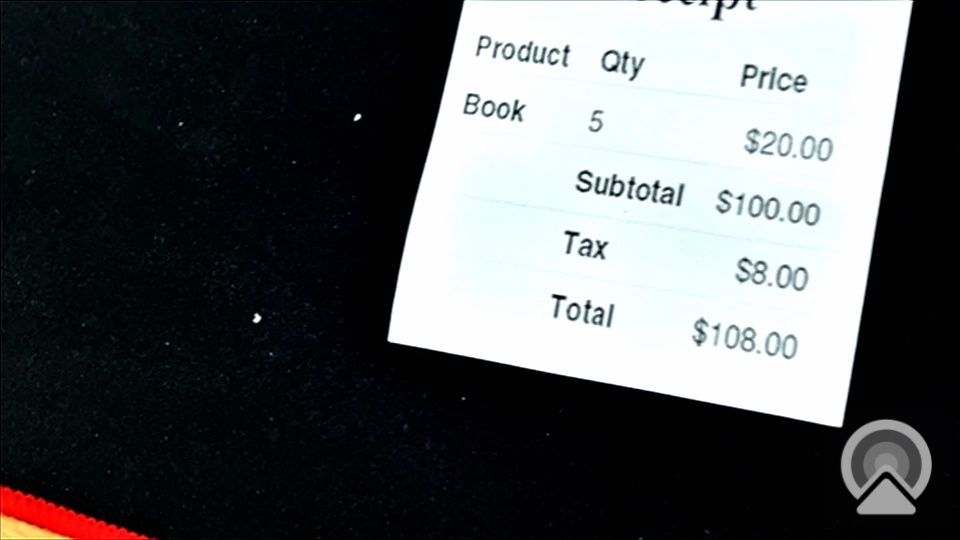 Product Qty Price
Book 5 $20.00
Subtotal $100.00
Tax $8.00
Total $108.00